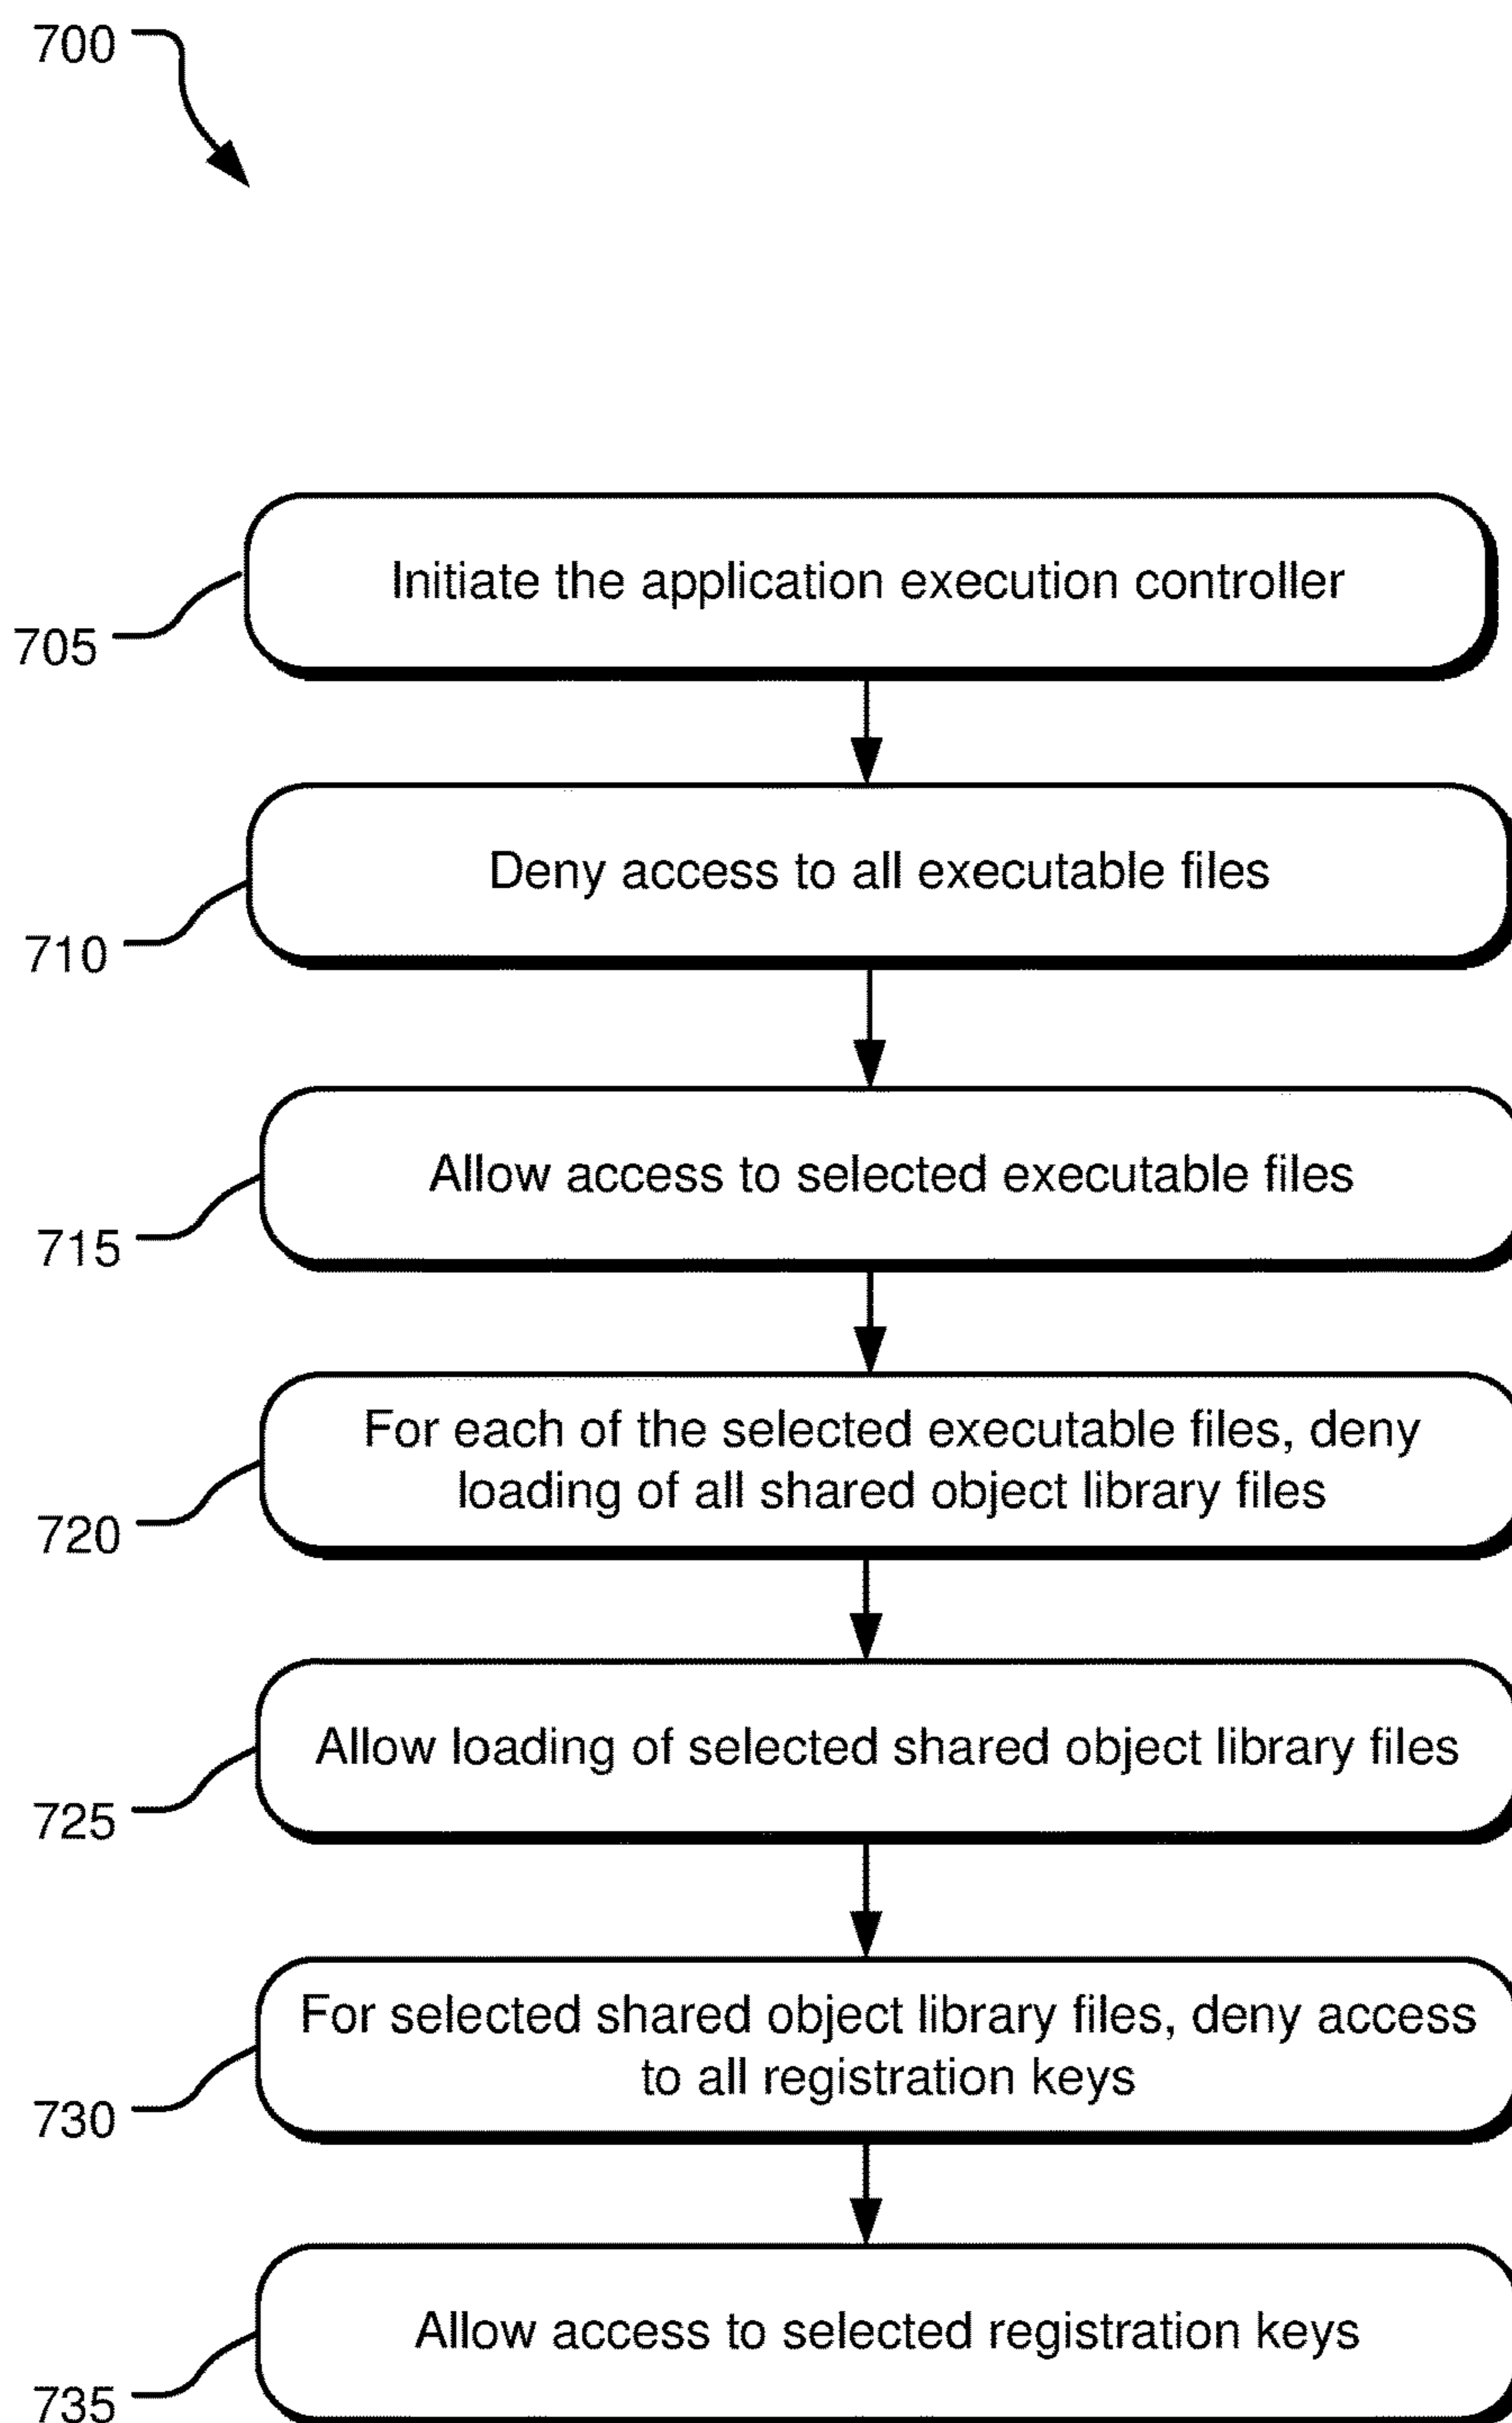 700
Initiate the application execution controller
705
Deny access to all executable files
710
Allow access to selected executable files
715
For each of the selected executable files, deny
loading of all shared object library files
720
Allow loading of selected shared object library files
725
For selected shared object library files, deny access
to all registration keys
730
Allow access to selected registration keys
735